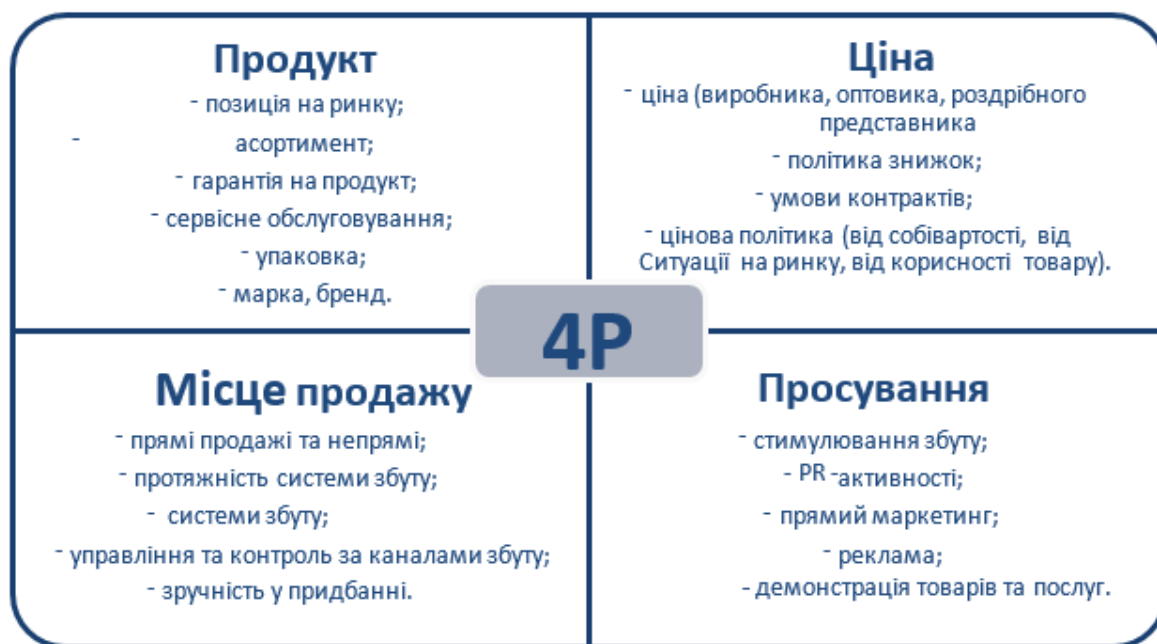 Продукт
- позиція на ринку;
- асортимент;
- гарантія на продукт;
- сервісне обслуговування;
- упаковка;
- марка, бренд.
Ціна
- ціна (виробника, оптовика, роздрібного
представника
- політика знижок;
- умови контрактів;
- цінова політика (від собівартості, від
Ситуації на ринку, від корисності товару).
4P
Місце продажу
- прямі продажі та непрямі;
- протяжність системи збуту;
- системи збуту;
- управління та контроль за каналами збуту;
- зручність у придбанні.
Просування
- стимулювання збуту;
- PR -активності;
- прямий маркетинг;
- реклама;
- демонстрація товарів та послуг.